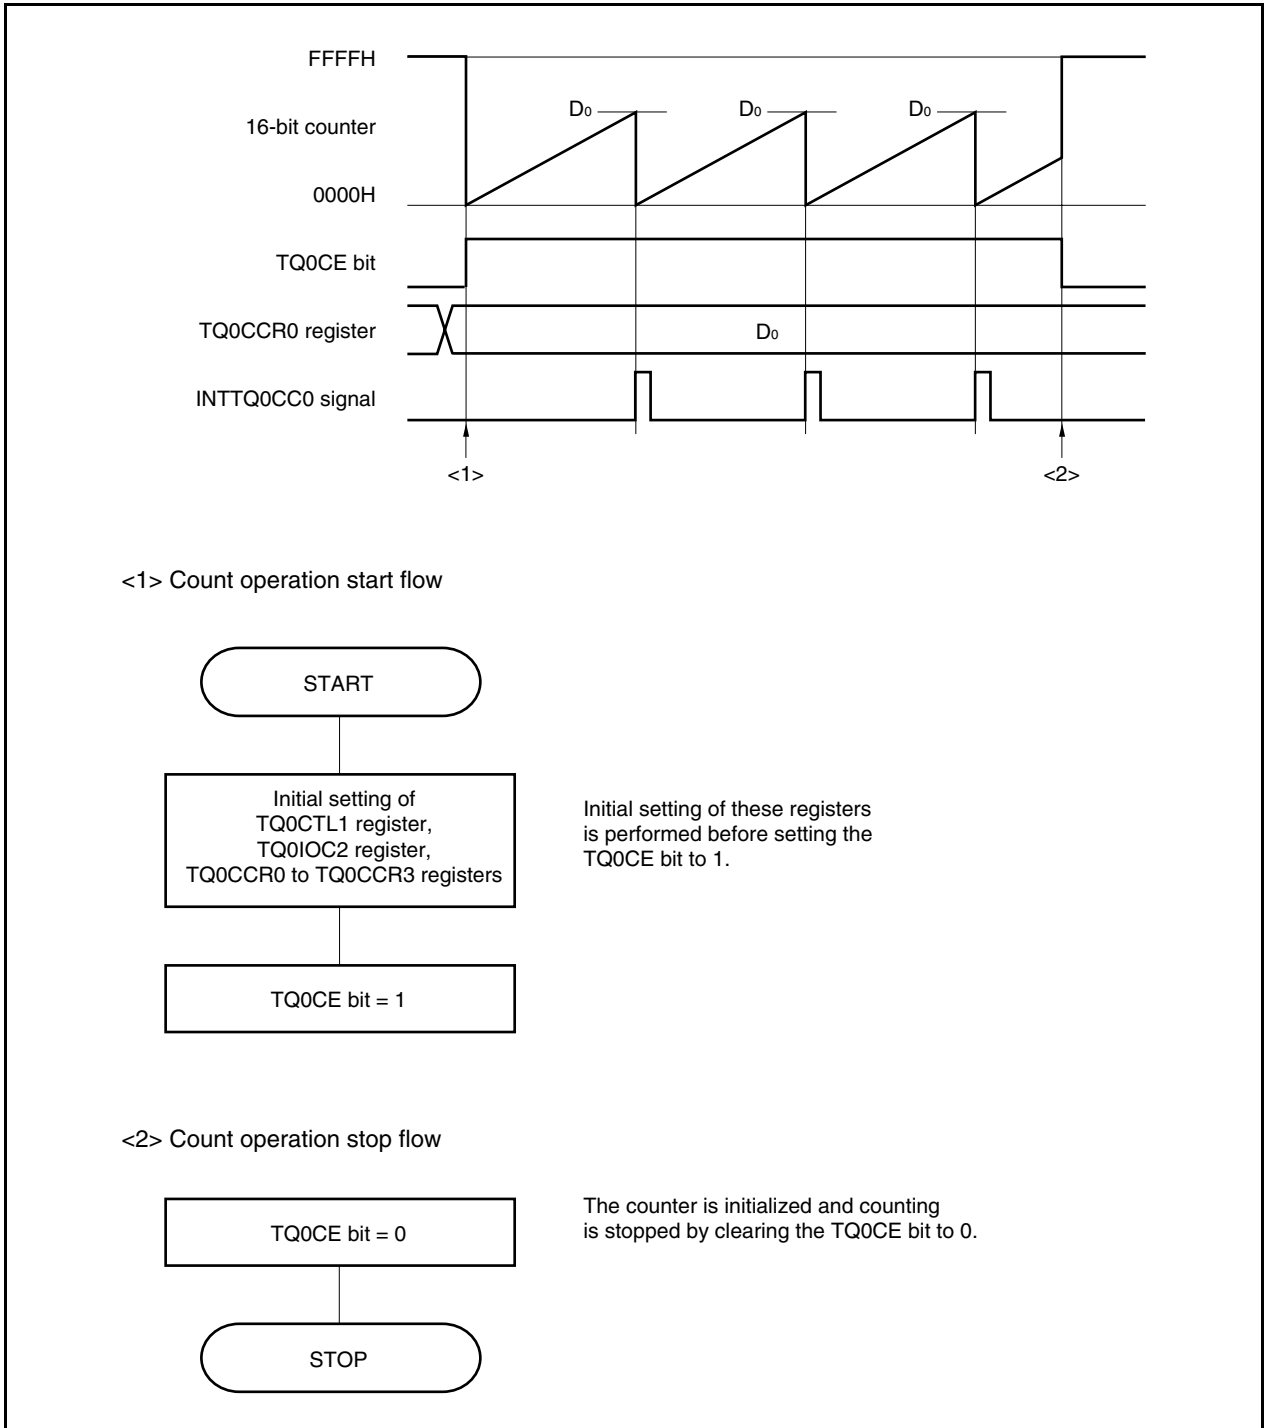 FFFFH
16-bit counter
0000H
D0 D0 D0
TQ0CE bit
TQ0CCR0 register
D0
INTTQ0CC0 signal
<1> <2>
<1> Count operation start flow
START
Initial setting of
TQ0CTL1 register,
TQ0IOC2 register,
TQ0CCR0 to TQ0CCR3 registers
Initial setting of these registers
is performed before setting the
TQ0CE bit to 1.
TQ0CE bit = 1
<2> Count operation stop flow
TQ0CE bit = 0
The counter is initialized and counting
is stopped by clearing the TQ0CE bit to 0.
STOP